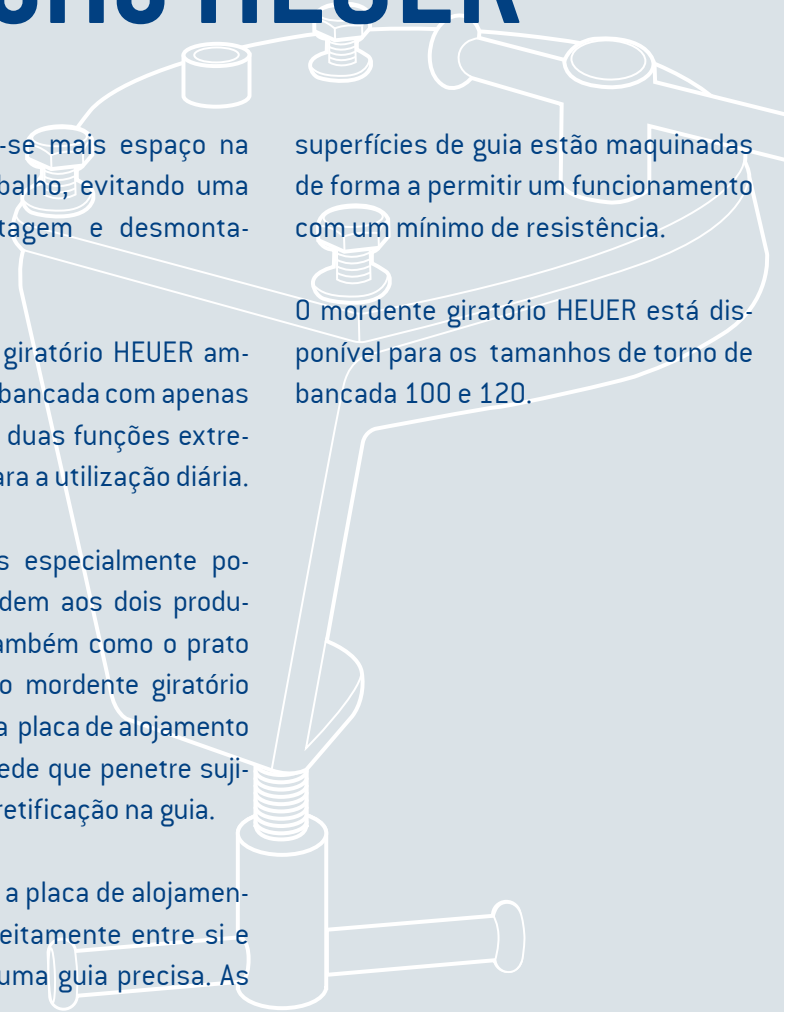 HEUER
-se mais espaço na
balho, evitando uma
tagem e desmonta-
giratório HEUER am-
bancada com apenas
duas funções extre-
ara a utilização diária.
s especialmente po-
dem aos dois produ-
ambém como o prato
o mordente giratório
a placa de alojamento
ede que penetre suji-
retificação na guia.
a placa de alojamen-
eitamente entre si e
uma guia precisa. As
superfícies de guia estão maquinadas
de forma a permitir um funcionamento
com um mínimo de resistência.
O mordente giratório HEUER está dis-
ponível para os tamanhos de torno de
bancada 100 e 120.